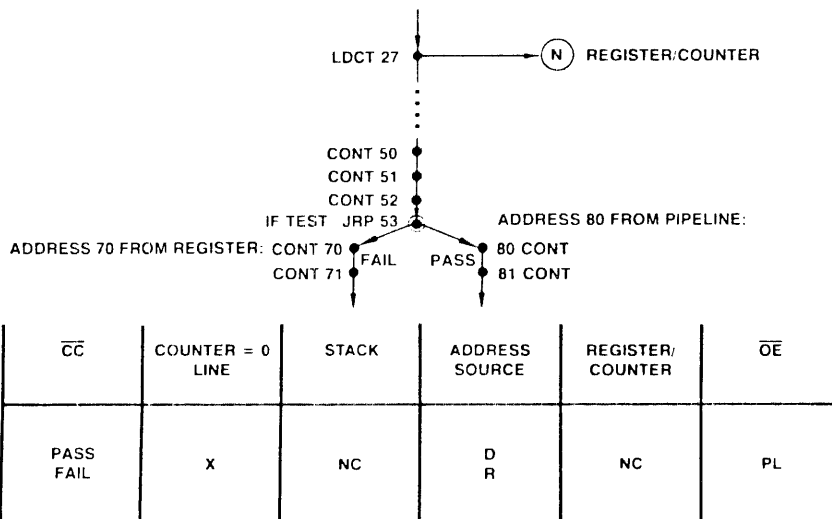 LDCT 27 N REGISTER/COUNTER
CONT 50
CONT 51
CONT 52
IF TEST JRP 53 ADDRESS 80 FROM PIPELINE:
ADDRESS 70 FROM REGISTER: CONT 70 FAIL PASS 80 CONT
CONT 71 81 CONT
CC COUNTER = 0 LINE STACK ADDRESS SOURCE REGISTER/ COUNTER OE
PASS FAIL X NC D R NC PL